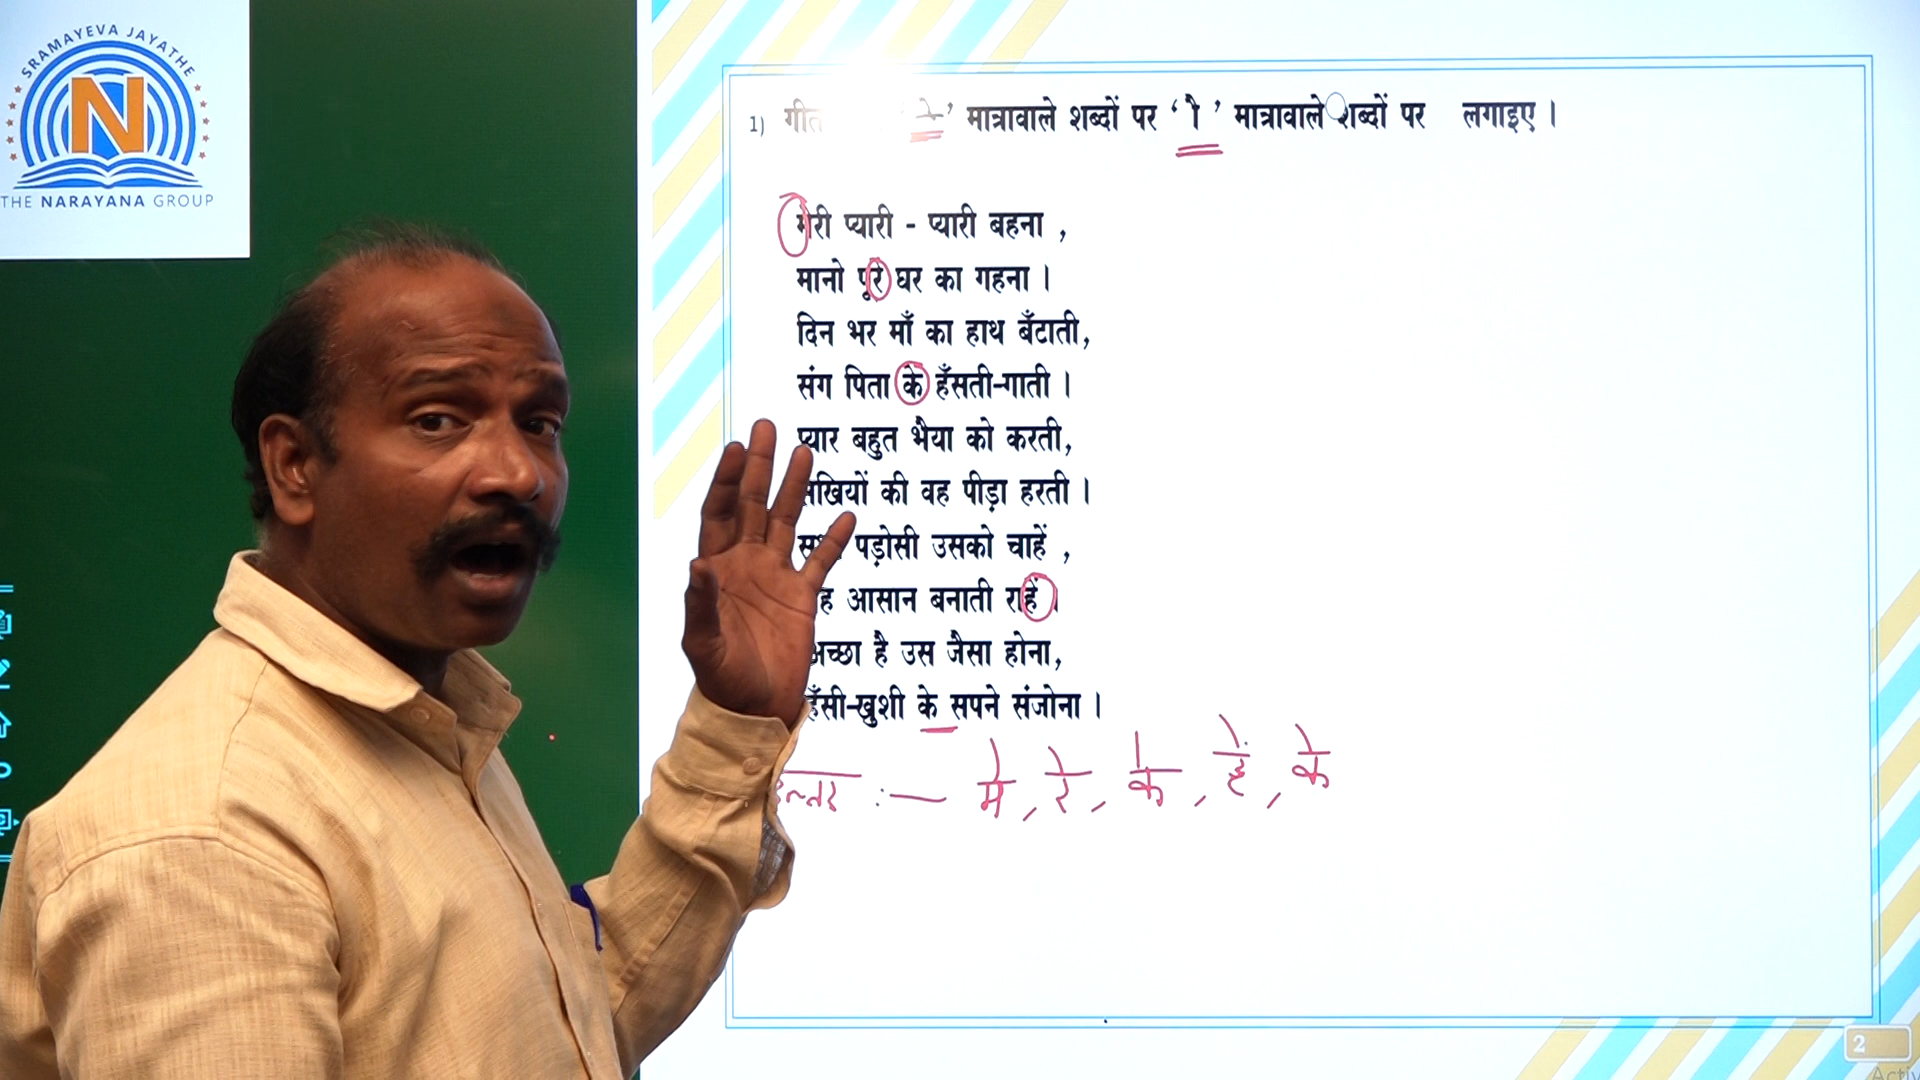 SRAMAYEVA JAYATHE
N
THE NARAYANA GROUP
1) गीत ' े ' मात्रावाले शब्दों पर ' ै ' मात्रावाले शब्दों पर लगाइए ।
मेरी प्यारी - प्यारी बहना ,
मानो पूरे घर का गहना ।
दिन भर माँ का हाथ बँटाती,
संग पिता के हँसती-गाती ।
प्यार बहुत भैया को करती,
सखियों की वह पीड़ा हरती ।
पड़ोसी उसको चाहें ,
आसान बनाती राहें ।
अच्छा है उस जैसा होना,
हँसी-खुशी के सपने संजोना ।
:— मे, रे, के, हें, के
2